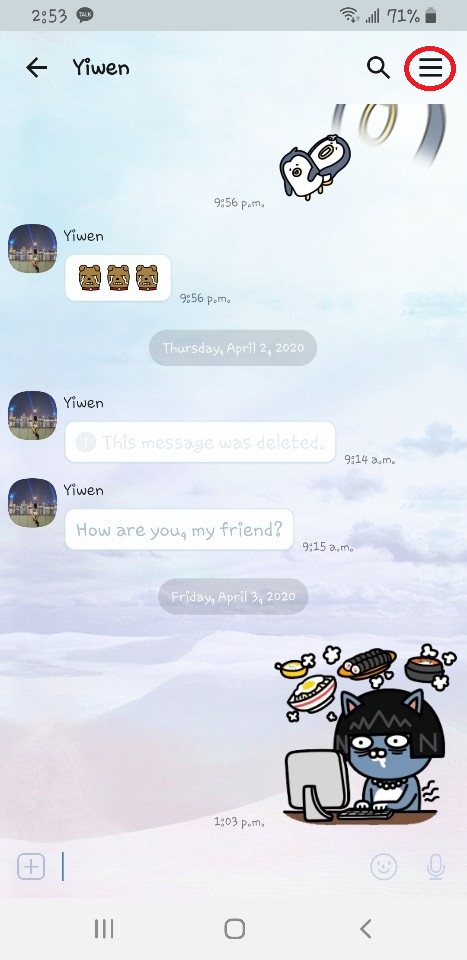 2:53 TALK 71%
Yiwen
9:56 p.m.
Yiwen
9:56 p.m.
Thursday, April 2, 2020
Yiwen
This message was deleted.
9:14 a.m.
Yiwen
How are you, my friend?
9:15 a.m.
Friday, April 3, 2020
N N
1:03 p.m.